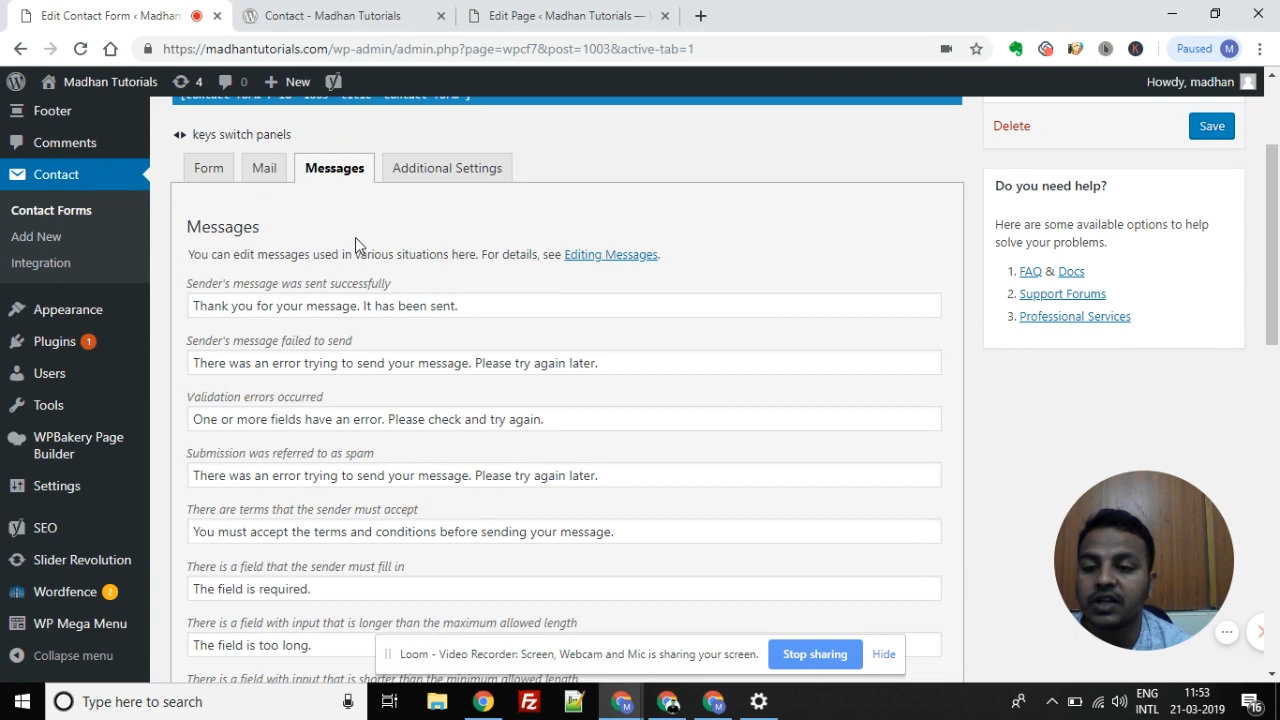 Edit Contact Form ‹ Madhan
Contact - Madhan Tutorials
Edit Page ‹ Madhan Tutorials —
https://madhantutorials.com/wp-admin/admin.php?page=wpcf7&post=1003&active-tab=1
Paused M
Madhan Tutorials 4 0 New Howdy, madhan
Footer
Comments
Contact
Contact Forms
Add New
Integration
Appearance
Plugins 1
Users
Tools
WPBakery Page
Builder
Settings
SEO
Slider Revolution
Wordfence 2
WP Mega Menu
Collapse menu
keys switch panels
Form Mail Messages Additional Settings
Messages
You can edit messages used in various situations here. For details, see Editing Messages.
Sender's message was sent successfully
Thank you for your message. It has been sent.
Sender's message failed to send
There was an error trying to send your message. Please try again later.
Validation errors occurred
One or more fields have an error. Please check and try again.
Submission was referred to as spam
There was an error trying to send your message. Please try again later.
There are terms that the sender must accept
You must accept the terms and conditions before sending your message.
There is a field that the sender must fill in
The field is required.
There is a field with input that is longer than the maximum allowed length
The field is too long.
There is a field with input that is shorter than the minimum allowed length
Delete Save
Do you need help?
Here are some available options to help
solve your problems.
1. FAQ & Docs
2. Support Forums
3. Professional Services
Loom - Video Recorder: Screen, Webcam and Mic is sharing your screen. Stop sharing Hide
Type here to search
ENG
INTL
11:53
21-03-2019
16